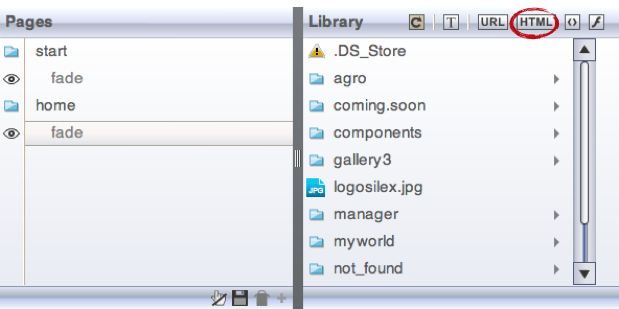 Pages
start
fade
home
fade
Library C T URL HTML ‹› f
.DS_Store
agro
coming.soon
components
gallery3
JPG logosilex.jpg
manager
myworld
not_found